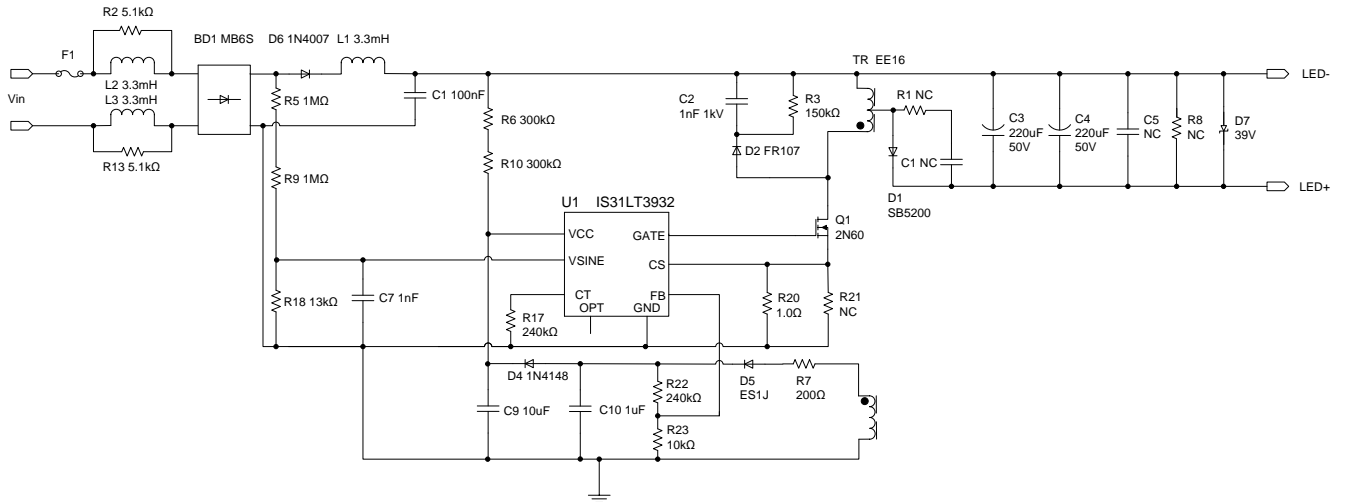 R2 5.1kΩ
F1
L2 3.3mH
L3 3.3mH
Vin
R13 5.1kΩ
BD1 MB6S
D6 1N4007
L1 3.3mH
R5 1MΩ
C1 100nF
R9 1MΩ
R18 13kΩ
C7 1nF
R6 300kΩ
R10 300kΩ
U1 IS31LT3932
VCC
VSINE
CT
OPT
GATE
CS
FB
GND
R17
240kΩ
C2
1nF 1kV
R3
150kΩ
D2 FR107
TR EE16
Q1
2N60
R20
1.0Ω
R21
NC
R1 NC
C1 NC
D1
SB5200
C3
220uF
50V
C4
220uF
50V
C5
NC
R8
NC
D7
39V
LED-
LED+
D4 1N4148
C9 10uF
C10 1uF
R22
240kΩ
R23
10kΩ
D5
ES1J
R7
200Ω